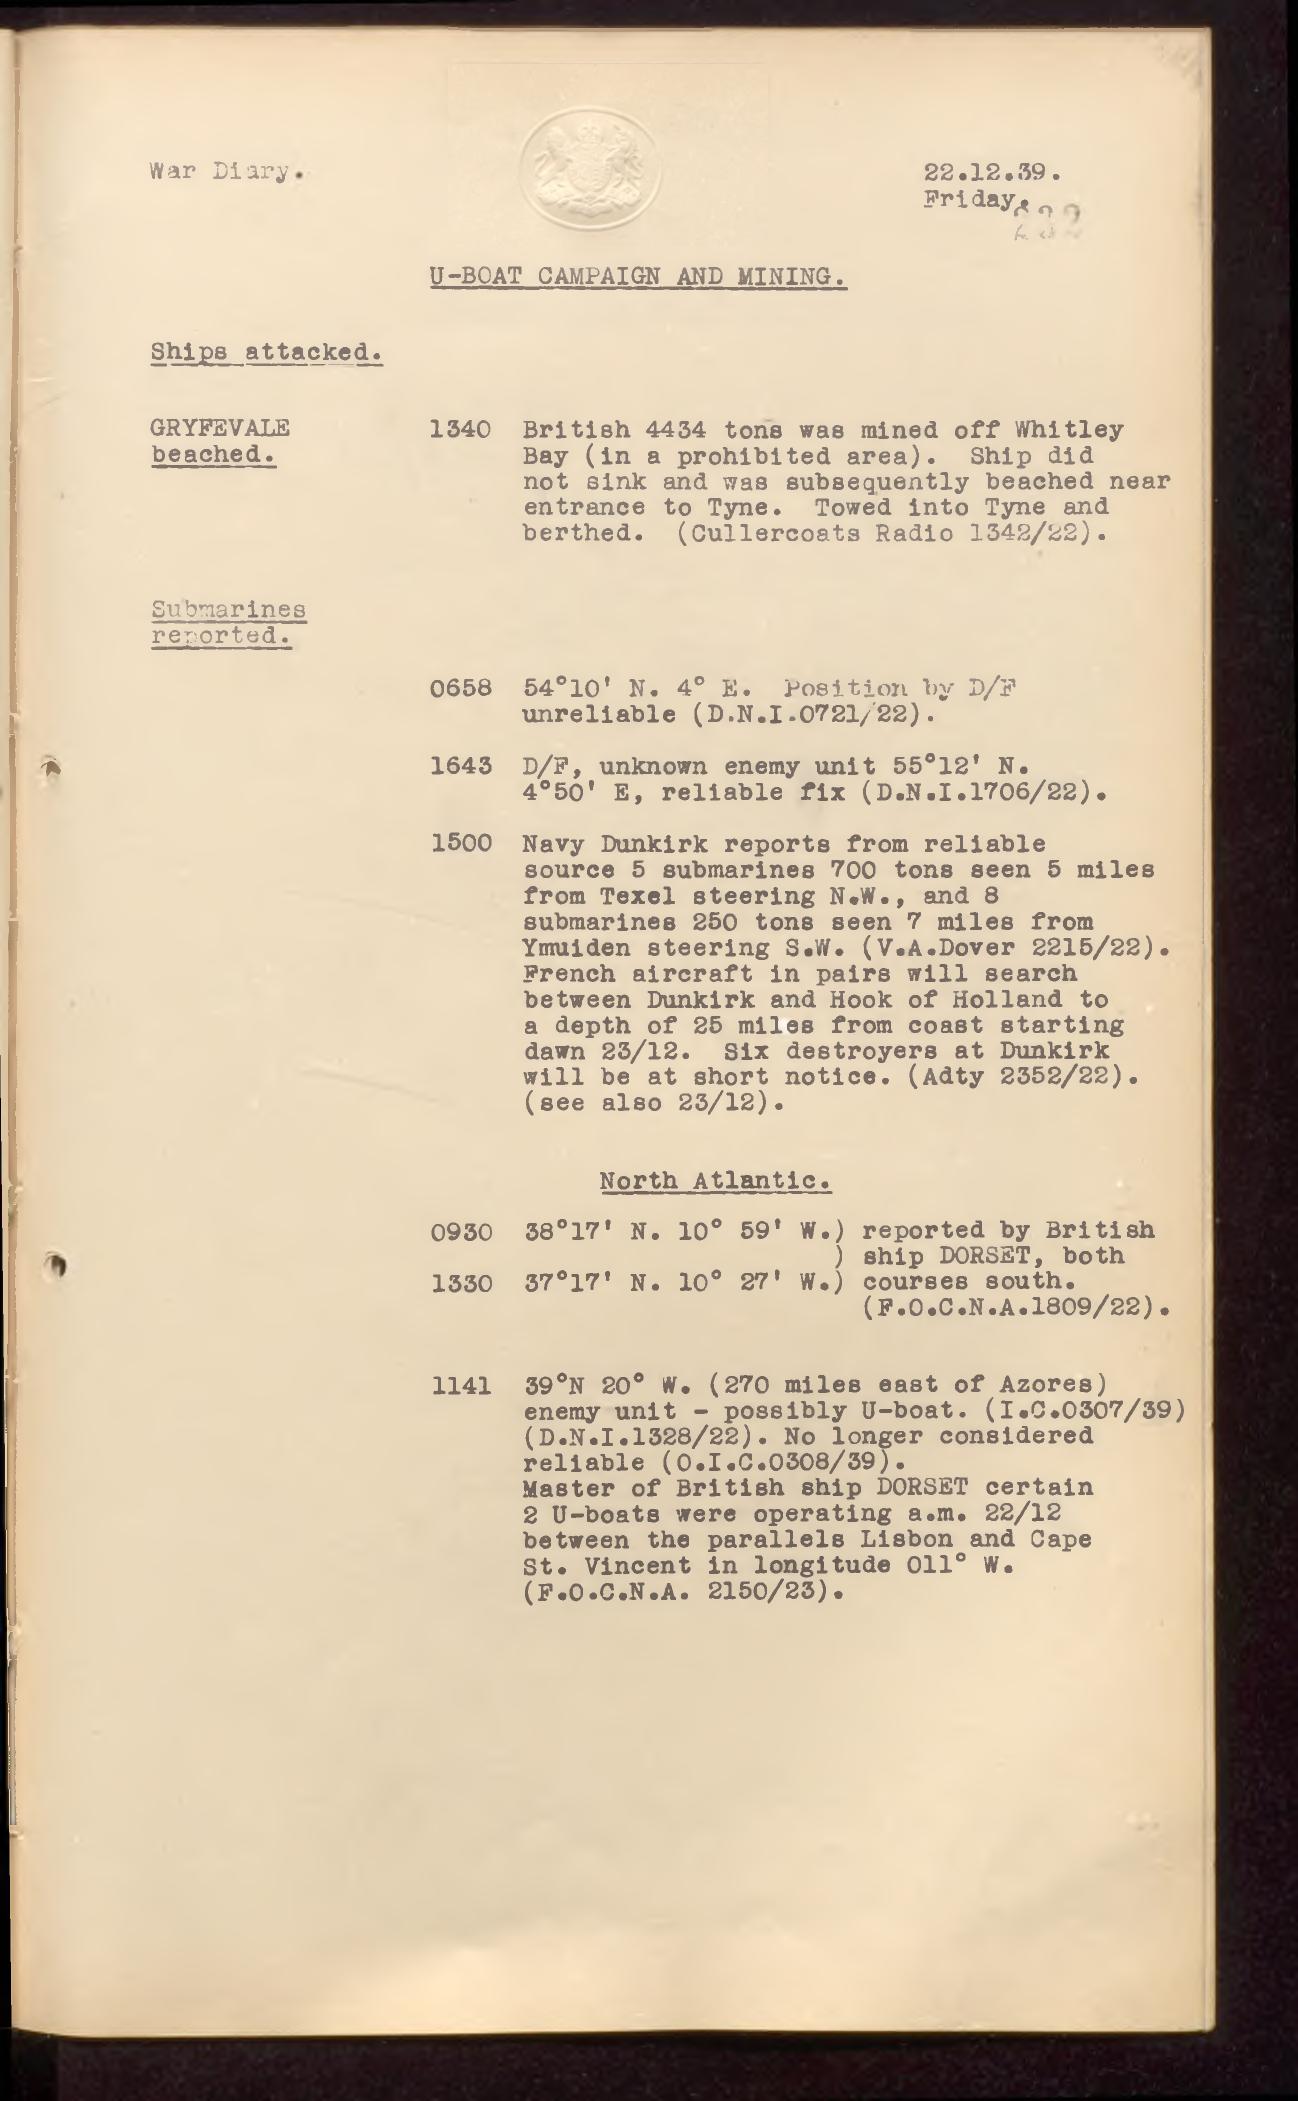 War Diary.
22.12.39.
Friday.
U-BOAT CAMPAIGN AND MINING.
Ships attacked.
GRYFEVALE
beached.
1340 British 4434 tons was mined off Whitley
Bay (in a prohibited area). Ship did
not sink and was subsequently beached near
entrance to Tyne. Towed into Tyne and
berthed. (Cullercoats Radio 1342/22).
Submarines
reported.
0658 54°10' N. 4° E. Position by D/F
unreliable (D.N.I.0721/22).
1643 D/F, unknown enemy unit 55°12' N.
4°50' E, reliable fix (D.N.I.1706/22).
1500 Navy Dunkirk reports from reliable
source 5 submarines 700 tons seen 5 miles
from Texel steering N.W., and 8
submarines 250 tons seen 7 miles from
Ymuiden steering S.W. (V.A.Dover 2215/22).
French aircraft in pairs will search
between Dunkirk and Hook of Holland to
a depth of 25 miles from coast starting
dawn 23/12. Six destroyers at Dunkirk
will be at short notice. (Adty 2352/22).
(see also 23/12).
North Atlantic.
0930 38°17' N. 10° 59' W.) reported by British
) ship DORSET, both
1330 37°17' N. 10° 27' W.) courses south.
(F.O.C.N.A.1809/22).
1141 39°N 20° W. (270 miles east of Azores)
enemy unit - possibly U-boat. (I.C.0307/39)
(D.N.I.1328/22). No longer considered
reliable (O.I.C.0308/39).
Master of British ship DORSET certain
2 U-boats were operating a.m. 22/12
between the parallels Lisbon and Cape
St. Vincent in longitude 011° W.
(F.O.C.N.A. 2150/23).